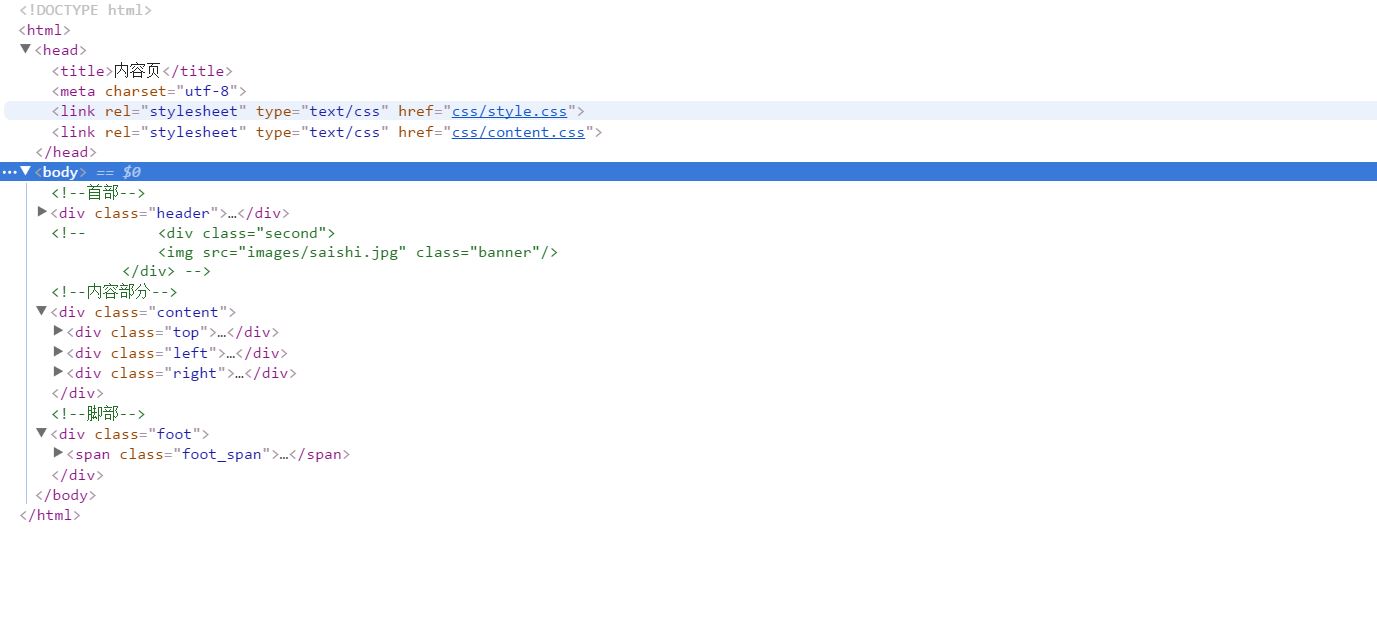 <!DOCTYPE html>
<html>
▼<head>
<title>内容页</title>
<meta charset="utf-8">
<link rel="stylesheet" type="text/css" href="css/style.css">
<link rel="stylesheet" type="text/css" href="css/content.css">
</head>
…▼<body> == $0
<!--首部-->
▶<div class="header">…</div>
<!--        <div class="second">
<img src="images/saishi.jpg" class="banner"/>
</div> -->
<!--内容部分-->
▼<div class="content">
▶<div class="top">…</div>
▶<div class="left">…</div>
▶<div class="right">…</div>
</div>
<!--脚部-->
▼<div class="foot">
▶<span class="foot_span">…</span>
</div>
</body>
</html>